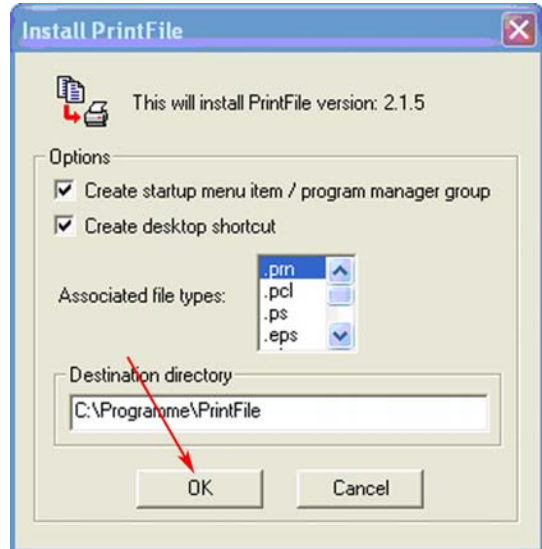 Install PrintFile
This will install PrintFile version: 2.1.5
Options
Create startup menu item / program manager group
Create desktop shortcut
Associated file types:
.prn
.pcl
.ps
.eps
Destination directory
C:\Programme\PrintFile
OK Cancel